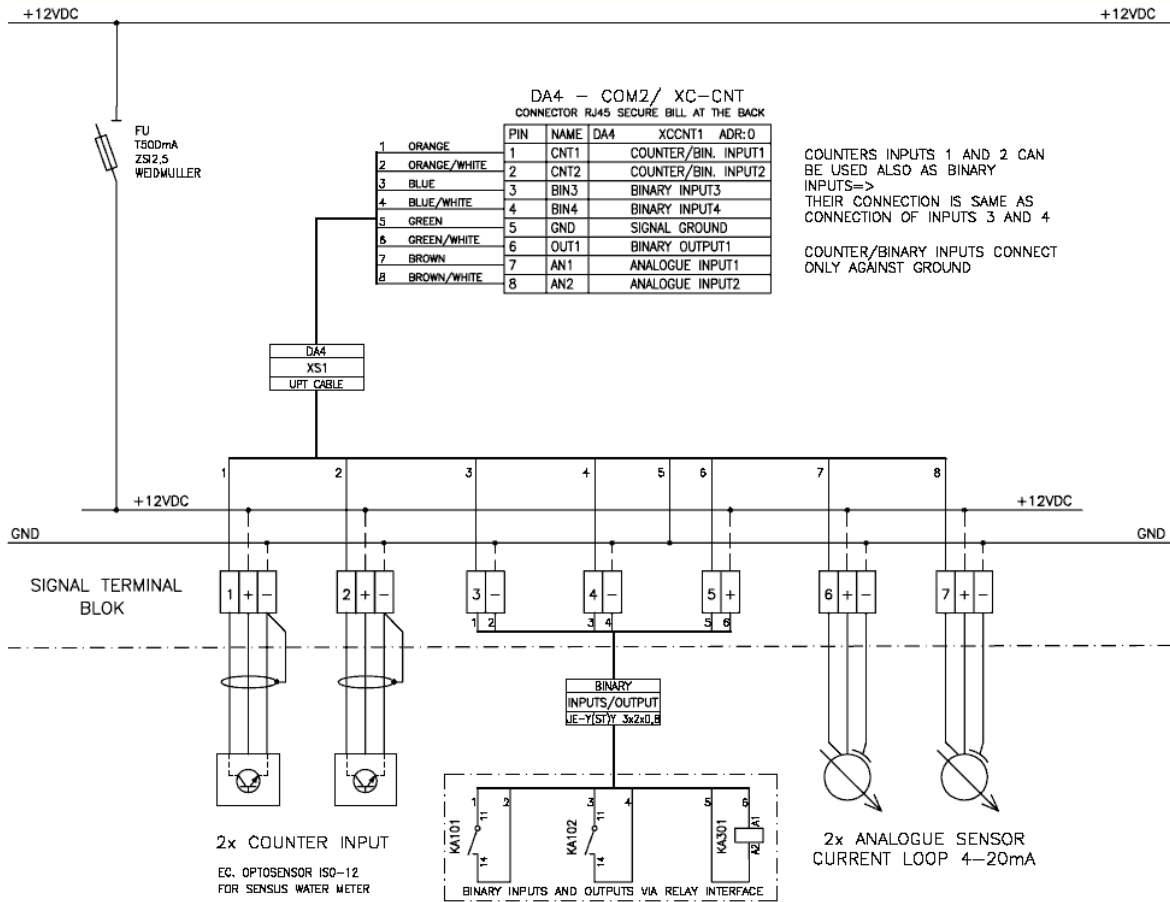 +12VDC +12VDC
FU
T500mA
ZSI2,5
WEIDMULLER
DA4 - COM2/ XC-CNT
CONNECTOR RJ45 SECURE BILL AT THE BACK
PIN NAME DA4 XCCNT1 ADR:0
1 ORANGE 1 CNT1 COUNTER/BIN. INPUT1
2 ORANGE/WHITE 2 CNT2 COUNTER/BIN. INPUT2
3 BLUE 3 BIN3 BINARY INPUT3
4 BLUE/WHITE 4 BIN4 BINARY INPUT4
5 GREEN 5 GND SIGNAL GROUND
6 GREEN/WHITE 6 OUT1 BINARY OUTPUT1
7 BROWN 7 AN1 ANALOGUE INPUT1
8 BROWN/WHITE 8 AN2 ANALOGUE INPUT2
COUNTERS INPUTS 1 AND 2 CAN
BE USED ALSO AS BINARY
INPUTS=>
THEIR CONNECTION IS SAME AS
CONNECTION OF INPUTS 3 AND 4
COUNTER/BINARY INPUTS CONNECT
ONLY AGAINST GROUND
DA4
XS1
UPT CABLE
1 2 3 4 5 6 7 8
+12VDC +12VDC
GND GND
SIGNAL TERMINAL
BLOK
1 + - 2 + - 3 - 4 - 5 + 6 + - 7 + -
1 2 3 4 5 6
BINARY
INPUTS/OUTPUT
JE-Y(ST)Y 3x2x0,8
1 2 3 4 5 6
KA101 11 14 KA102 11 14 KA301 A1 A2
BINARY INPUTS AND OUTPUTS VIA RELAY INTERFACE
2x COUNTER INPUT
EC. OPTOSENSOR ISO-12
FOR SENSUS WATER METER
2x ANALOGUE SENSOR
CURRENT LOOP 4-20mA